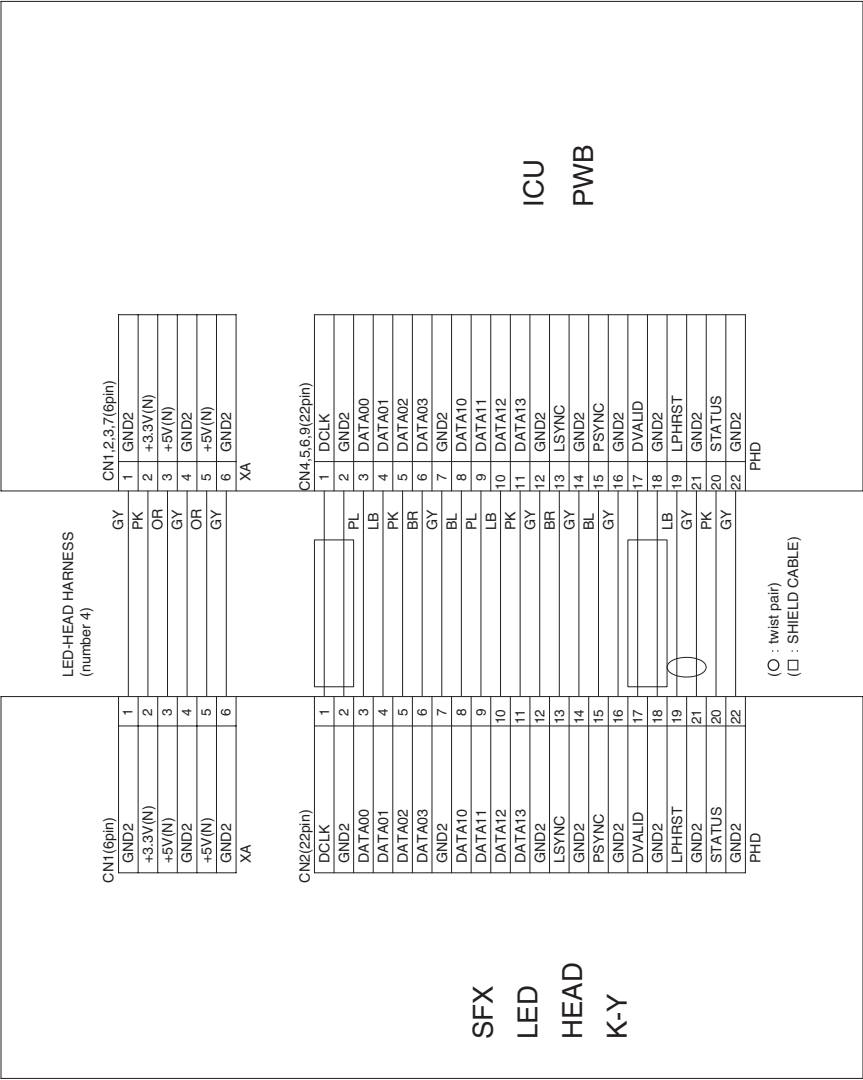 LED-HEAD HARNESS
(number 4)
CN1(6pin)
CN1,2,3,7(6pin)
GND2 1 GY 1 GND2
+3.3V(N) 2 PK 2 +3.3V(N)
+5V(N) 3 OR 3 +5V(N)
GND2 4 GY 4 GND2
+5V(N) 5 OR 5 +5V(N)
GND2 6 GY 6 GND2
XA
XA
CN2(22pin)
CN4,5,6,9(22pin)
DCLK 1 1 DCLK
GND2 2 2 GND2
DATA00 3 PL 3 DATA00
DATA01 4 LB 4 DATA01
DATA02 5 PK 5 DATA02
DATA03 6 BR 6 DATA03
GND2 7 GY 7 GND2
DATA10 8 BL 8 DATA10
DATA11 9 PL 9 DATA11
DATA12 10 LB 10 DATA12
DATA13 11 PK 11 DATA13
GND2 12 GY 12 GND2
LSYNC 13 BR 13 LSYNC
GND2 14 GY 14 GND2
PSYNC 15 BL 15 PSYNC
GND2 16 GY 16 GND2
DVALID 17 17 DVALID
GND2 18 18 GND2
LPHRST 19 LB 19 LPHRST
GND2 21 GY 21 GND2
STATUS 20 PK 20 STATUS
GND2 22 GY 22 GND2
PHD
PHD
SFX
LED
HEAD
K-Y
ICU
PWB
(○ : twist pair)
(□ : SHIELD CABLE)